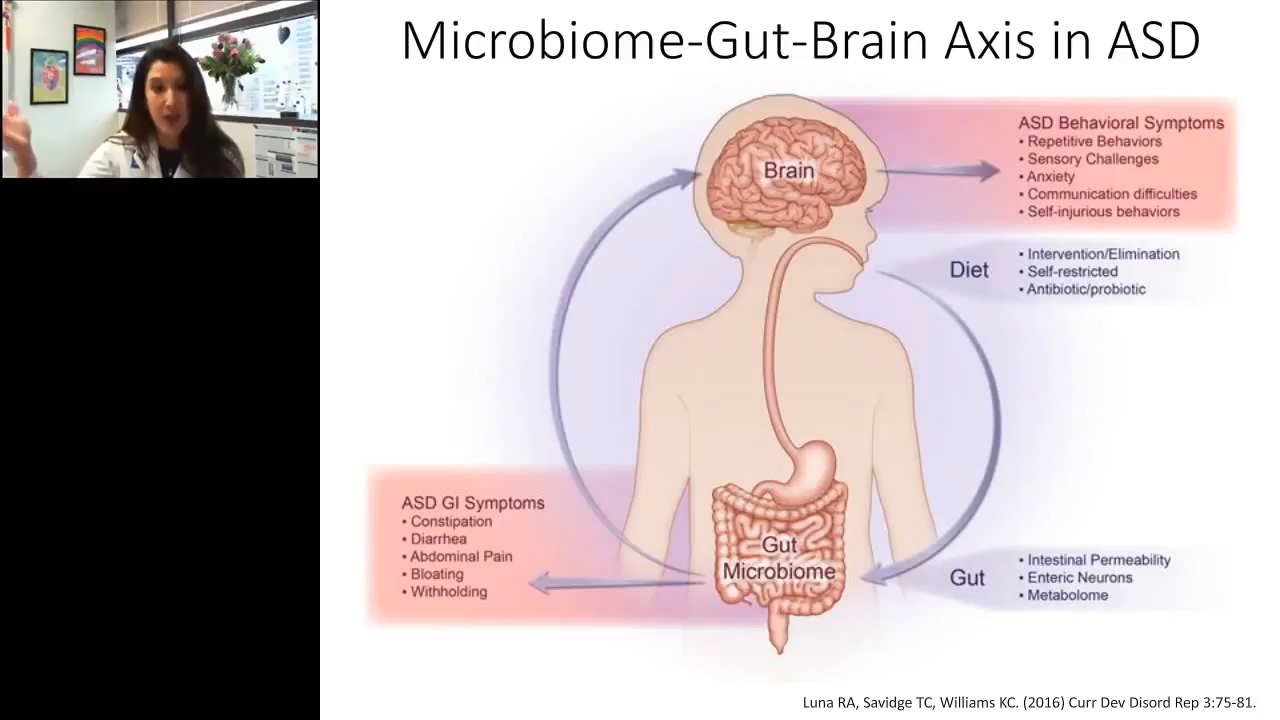 Microbiome-Gut-Brain Axis in ASD
Brain
ASD Behavioral Symptoms
• Repetitive Behaviors
• Sensory Challenges
• Anxiety
• Communication difficulties
• Self-injurious behaviors
Diet
• Intervention/Elimination
• Self-restricted
• Antibiotic/probiotic
ASD GI Symptoms
• Constipation
• Diarrhea
• Abdominal Pain
• Bloating
• Withholding
Gut
Microbiome
Gut
• Intestinal Permeability
• Enteric Neurons
• Metabolome
Luna RA, Savidge TC, Williams KC. (2016) Curr Dev Disord Rep 3:75-81.